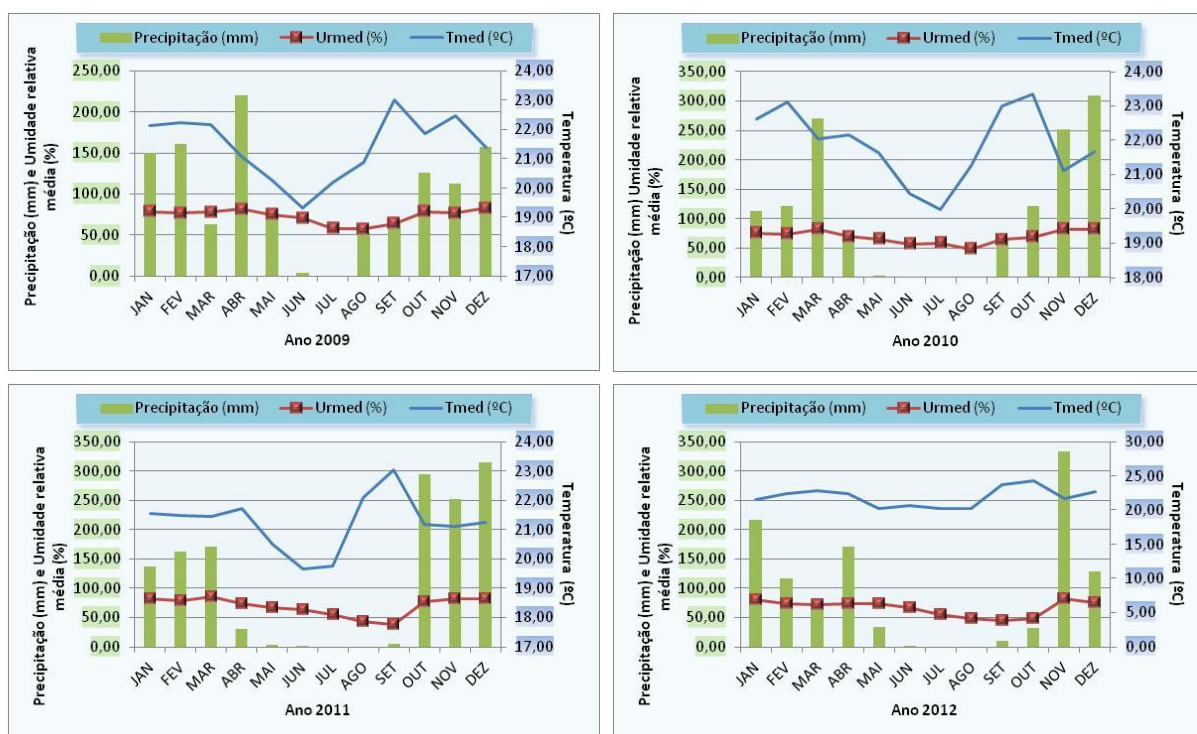 Precipitação (mm) Urmed (%) Tmed (ºC)
Precipitação (mm) e Umidade relativa
média (%)
250,00
200,00
150,00
100,00
50,00
0,00
24,00
23,00
22,00
21,00
20,00
19,00
18,00
17,00
Temperatura (ºC)
JAN FEV MAR ABR MAI JUN JUL AGO SET OUT NOV DEZ
Ano 2009
Precipitação (mm) Urmed (%) Tmed (ºC)
Precipitação (mm) Umidade relativa
média (%)
350,00
300,00
250,00
200,00
150,00
100,00
50,00
0,00
24,00
23,00
22,00
21,00
20,00
19,00
18,00
Temperatura (ºC)
JAN FEV MAR ABR MAI JUN JUL AGO SET OUT NOV DEZ
Ano 2010
Precipitação (mm) Urmed (%) Tmed (ºC)
Precipitação (mm) e Umidade relativa
média (%)
350,00
300,00
250,00
200,00
150,00
100,00
50,00
0,00
24,00
23,00
22,00
21,00
20,00
19,00
18,00
17,00
Temperatura (ºC)
JAN FEV MAR ABR MAI JUN JUL AGO SET OUT NOV DEZ
Ano 2011
Precipitação (mm) Urmed (%) Tmed (ºC)
Precipitação (mm) e Umidade relativa
média (%)
350,00
300,00
250,00
200,00
150,00
100,00
50,00
0,00
30,00
25,00
20,00
15,00
10,00
5,00
0,00
Temperatura (ºC)
JAN FEV MAR ABR MAI JUN JUL AGO SET OUT NOV DEZ
Ano 2012